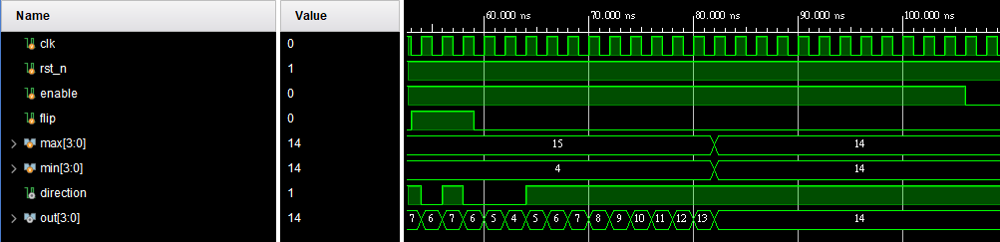 Name Value 60.000 ns 70.000 ns 80.000 ns 90.000 ns 100.000 ns
clk 0
rst_n 1
enable 0
flip 0
max[3:0] 14 15 14
min[3:0] 14 4 14
direction 1
out[3:0] 14 7 6 7 6 5 4 5 6 7 8 9 10 11 12 13 14